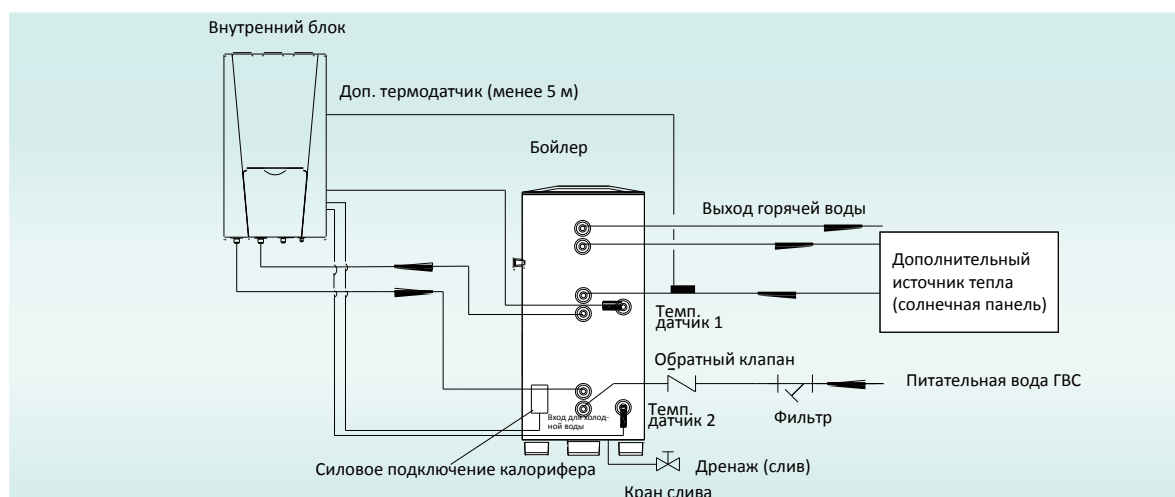 Внутренний блок
Доп. термодатчик (менее 5 м)
Бойлер
Выход горячей воды
Дополнительный
источник тепла
(солнечная панель)
Темп.
датчик 1
Обратный клапан
Питательная вода ГВС
Фильтр
Вход для холод-
ной воды
Темп.
датчик 2
Силовое подключение калорифера
Дренаж (слив)
Кран слива